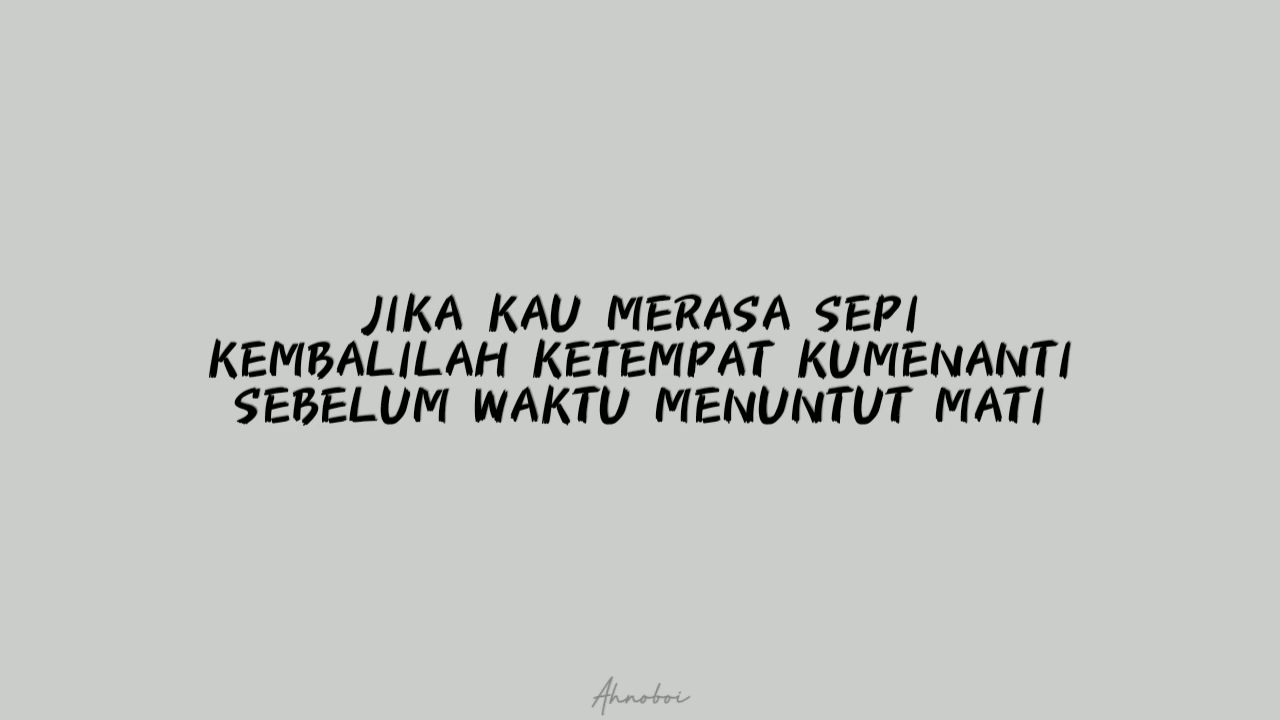 JIKA KAU MERASA SEPI
KEMBALILAH KETEMPAT KUMENANTI
SEBELUM WAKTU MENUNTUT MATI
Ahnoboi